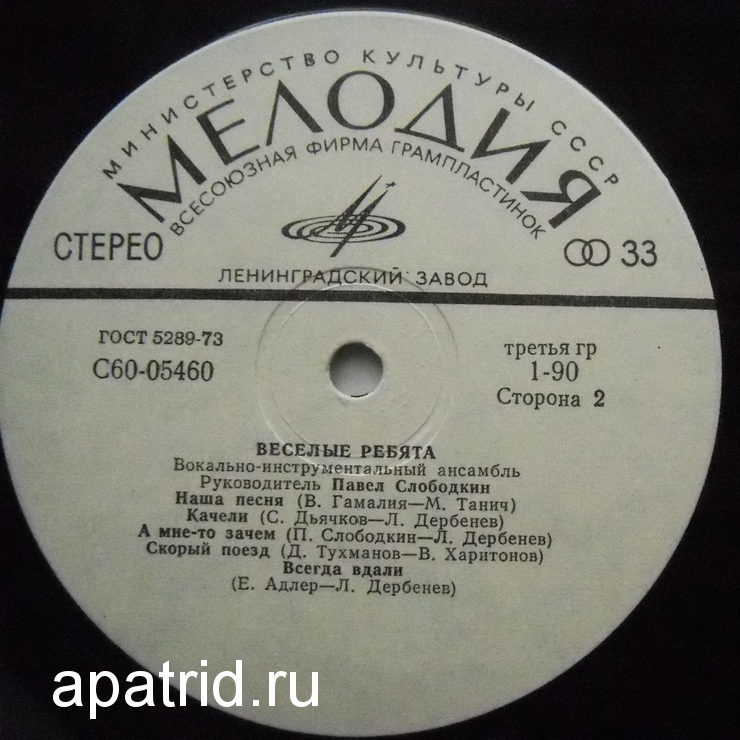 МИНИСТЕРСТВО КУЛЬТУРЫ СССР
МЕЛОДИЯ
ВСЕСОЮЗНАЯ ФИРМА ГРАМПЛАСТИНОК
СТЕРЕО
33
ЛЕНИНГРАДСКИЙ ЗАВОД
ГОСТ 5289-73
С60-05460
третья гр
1-90
Сторона 2
ВЕСЕЛЫЕ РЕБЯТА
Вокально-инструментальный ансамбль
Руководитель Павел Слободкин
Наша песня (В. Гамалия—М. Танич)
Качели (С. Дьячков—Л. Дербенев)
А мне-то зачем (П. Слободкин—Л. Дербенев)
Скорый поезд (Д. Тухманов—В. Харитонов)
Всегда вдали
(Е. Адлер—Л. Дербенев)
apatrid.ru